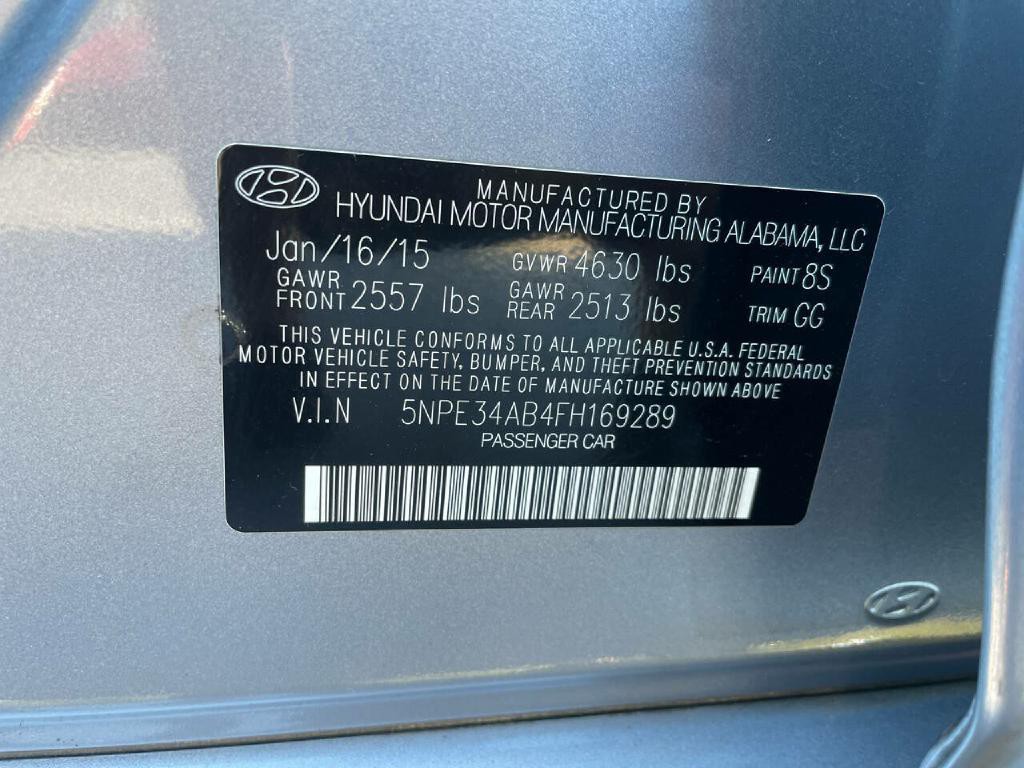 MANUFACTURED BY
HYUNDAI MOTOR MANUFACTURING ALABAMA, LLC
Jan/16/15 GVWR 4630 lbs PAINT 8S
GAWR FRONT 2557 lbs GAWR REAR 2513 lbs TRIM GG
THIS VEHICLE CONFORMS TO ALL APPLICABLE U.S.A. FEDERAL
MOTOR VEHICLE SAFETY, BUMPER, AND THEFT PREVENTION STANDARDS
IN EFFECT ON THE DATE OF MANUFACTURE SHOWN ABOVE
V.I.N 5NPE34AB4FH169289
PASSENGER CAR